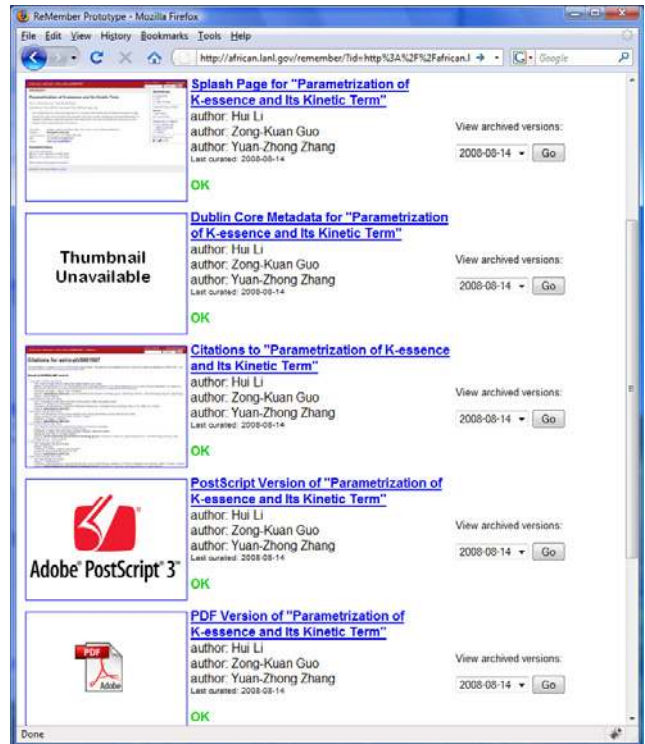 ReMember Prototype - Mozilla Firefox
File Edit View History Bookmarks Tools Help
http://african.lanl.gov/remember/?id=http%3A%2F%2Fafrican.l
Google
Splash Page for "Parametrization of
K-essence and Its Kinetic Term"
author: Hui Li
author: Zong-Kuan Guo
author: Yuan-Zhong Zhang
Last curated: 2008-08-14
OK
View archived versions:
2008-08-14 Go
Thumbnail
Unavailable
Dublin Core Metadata for "Parametrization
of K-essence and Its Kinetic Term"
author: Hui Li
author: Zong-Kuan Guo
author: Yuan-Zhong Zhang
Last curated: 2008-08-14
OK
View archived versions:
2008-08-14 Go
Citations to "Parametrization of K-essence
and Its Kinetic Term"
author: Hui Li
author: Zong-Kuan Guo
author: Yuan-Zhong Zhang
Last curated: 2008-08-14
OK
View archived versions:
2008-08-14 Go
Adobe® PostScript® 3™
PostScript Version of "Parametrization of
K-essence and Its Kinetic Term"
author: Hui Li
author: Zong-Kuan Guo
author: Yuan-Zhong Zhang
Last curated: 2008-08-14
OK
View archived versions:
2008-08-14 Go
PDF
Adobe
PDF Version of "Parametrization of
K-essence and Its Kinetic Term"
author: Hui Li
author: Zong-Kuan Guo
author: Yuan-Zhong Zhang
Last curated: 2008-08-14
OK
View archived versions:
2008-08-14 Go
Done